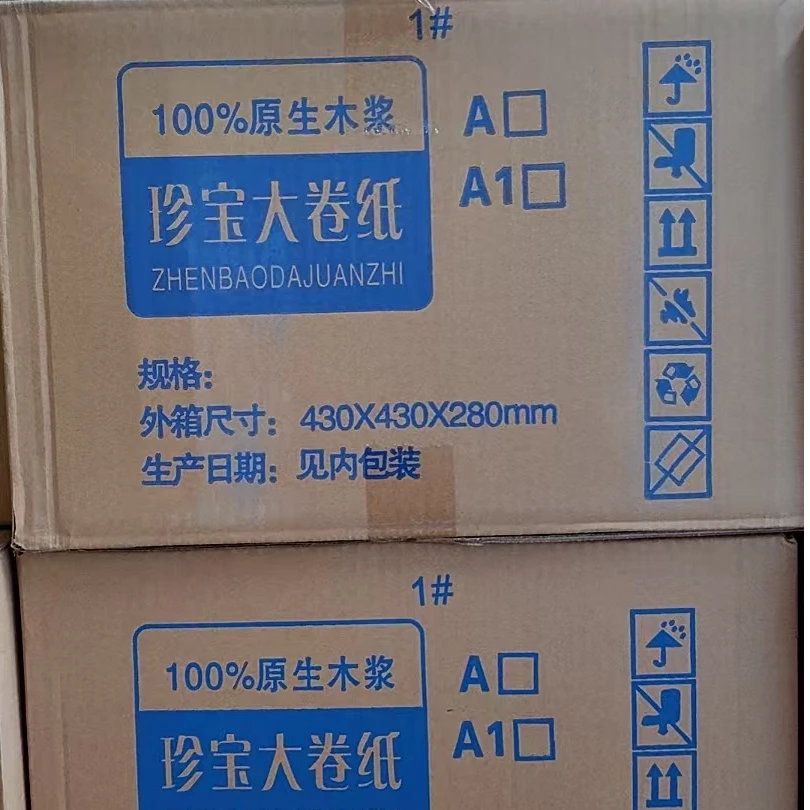 1#
100%原生木浆
A□
A1□
珍宝大卷纸
ZHENBAODAJUANZHI
规格:
外箱尺寸: 430X430X280mm
生产日期: 见内包装
1#
100%原生木浆
A□
A1□
珍宝大卷纸